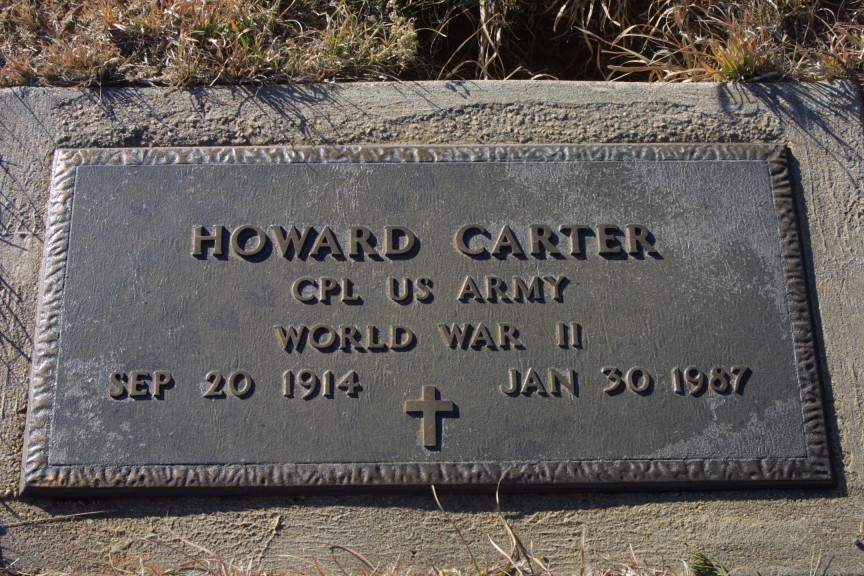 HOWARD CARTER
CPL US ARMY
WORLD WAR II
SEP 20 1914 JAN 30 1987